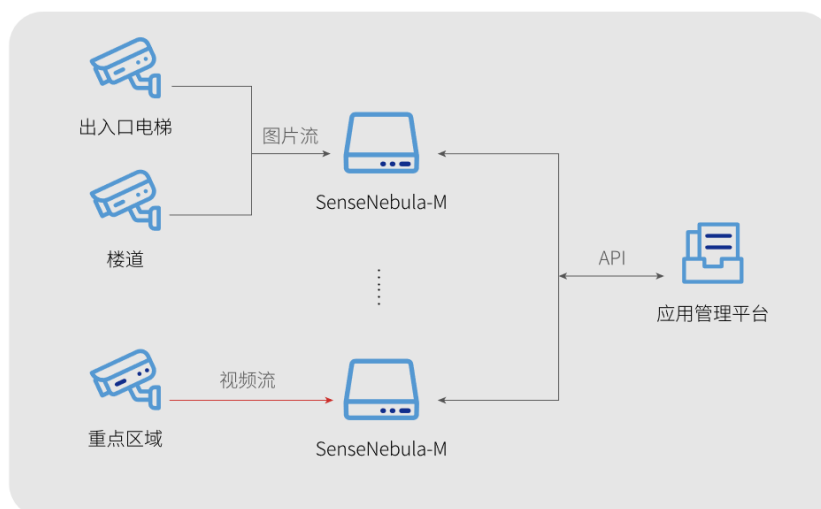 出入口电梯
图片流
SenseNebula-M
楼道
API
应用管理平台
视频流
重点区域
SenseNebula-M